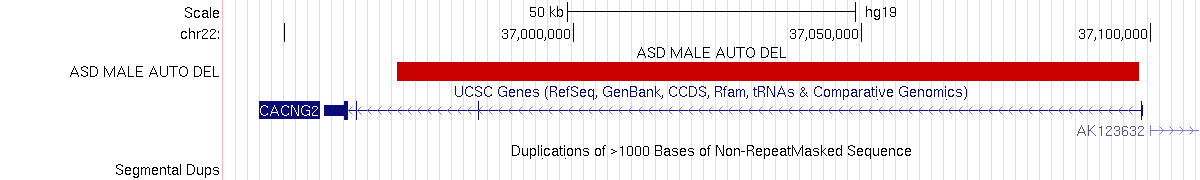 Scale 50 kb hg19
chr22: 37,000,000 37,050,000 37,100,000
ASD MALE AUTO DEL
ASD MALE AUTO DEL
UCSC Genes (RefSeq, GenBank, CCDS, Rfam, tRNAs & Comparative Genomics)
CACNG2
AK123632
Duplications of >1000 Bases of Non-RepeatMasked Sequence
Segmental Dups